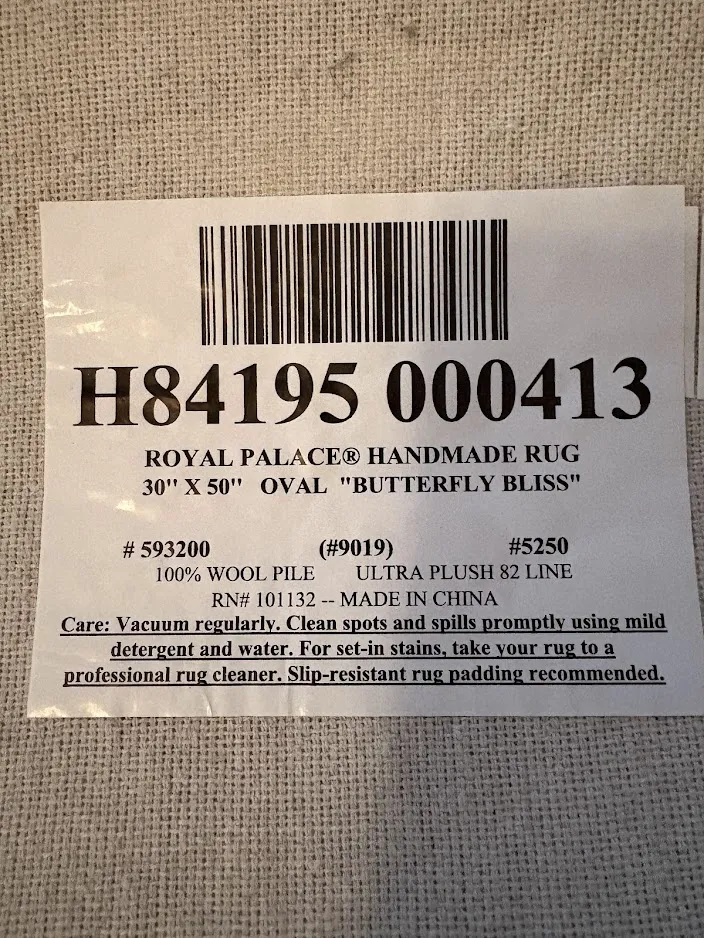 H84195 000413
ROYAL PALACE® HANDMADE RUG
30" X 50" OVAL "BUTTERFLY BLISS"
# 593200 (#9019) #5250
100% WOOL PILE ULTRA PLUSH 82 LINE
RN# 101132 -- MADE IN CHINA
Care: Vacuum regularly. Clean spots and spills promptly using mild
detergent and water. For set-in stains, take your rug to a
professional rug cleaner. Slip-resistant rug padding recommended.